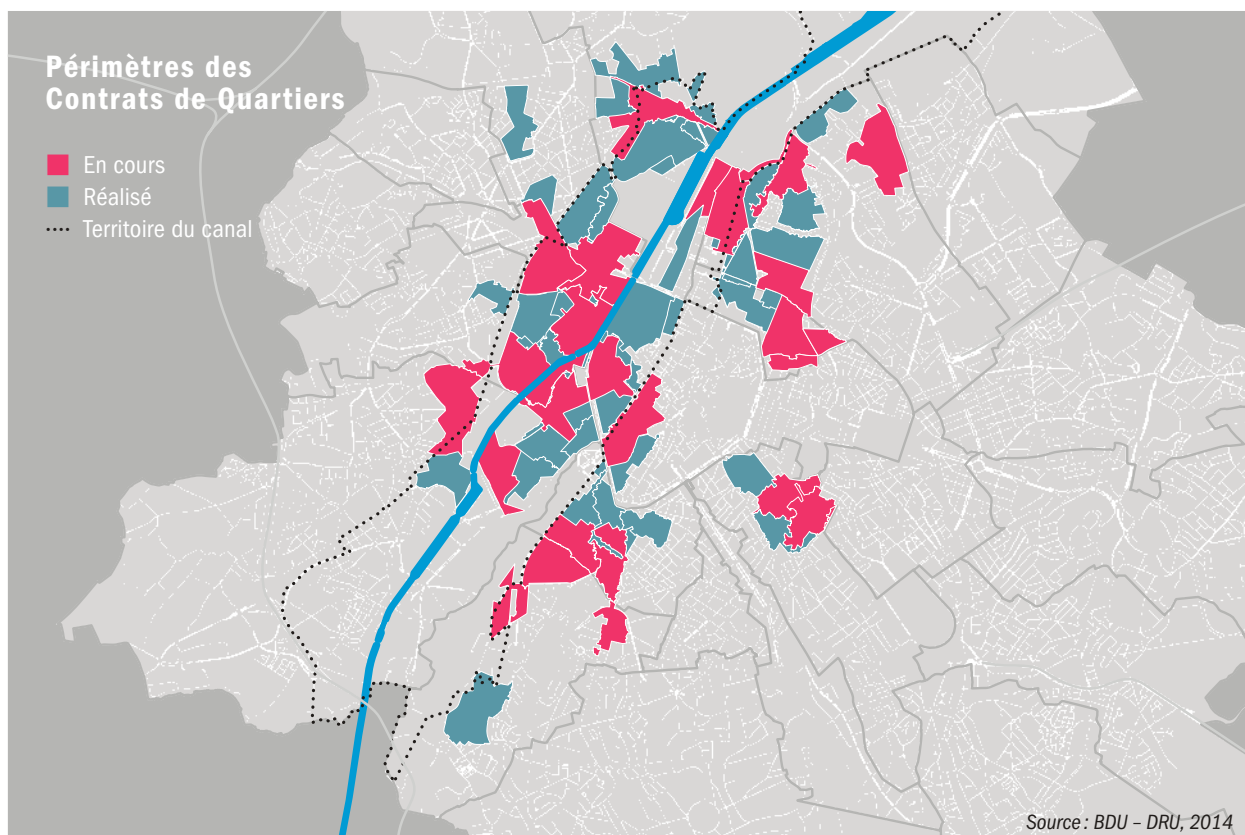 Périmètres des
Contrats de Quartiers
En cours
Réalisé
Territoire du canal
Source : BDU – DRU, 2014